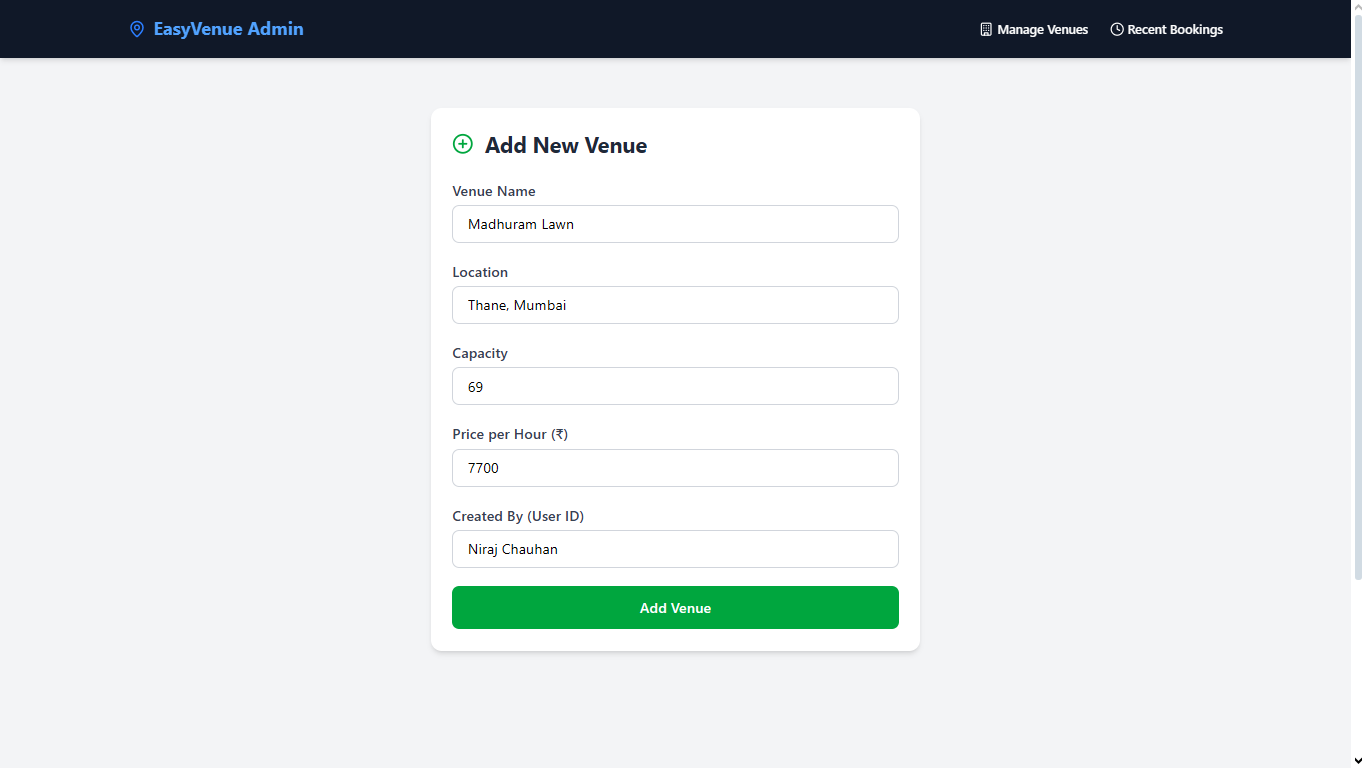 EasyVenue Admin
Manage Venues
Recent Bookings
Add New Venue
Venue Name
Madhuram Lawn
Location
Thane, Mumbai
Capacity
69
Price per Hour (₹)
7700
Created By (User ID)
Niraj Chauhan
Add Venue